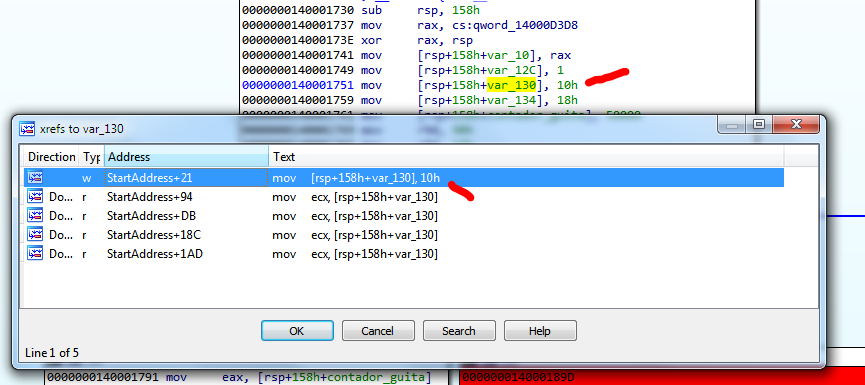 0000000140001730 sub rsp, 158h
0000000140001737 mov rax, cs:qword_14000D3D8
000000014000173E xor rax, rsp
0000000140001741 mov [rsp+158h+var_10], rax
0000000140001749 mov [rsp+158h+var_12C], 1
0000000140001751 mov [rsp+158h+var_130], 10h
0000000140001759 mov [rsp+158h+var_134], 18h
xrefs to var_130
Direction Typ Address Text
w StartAddress+21 mov [rsp+158h+var_130], 10h
Do... r StartAddress+94 mov ecx, [rsp+158h+var_130]
Do... r StartAddress+DB mov ecx, [rsp+158h+var_130]
Do... r StartAddress+18C mov ecx, [rsp+158h+var_130]
Do... r StartAddress+1AD mov ecx, [rsp+158h+var_130]
OK Cancel Search Help
Line 1 of 5
0000000140001791 mov eax, [rsp+158h+contador_guita]
000000014000189D